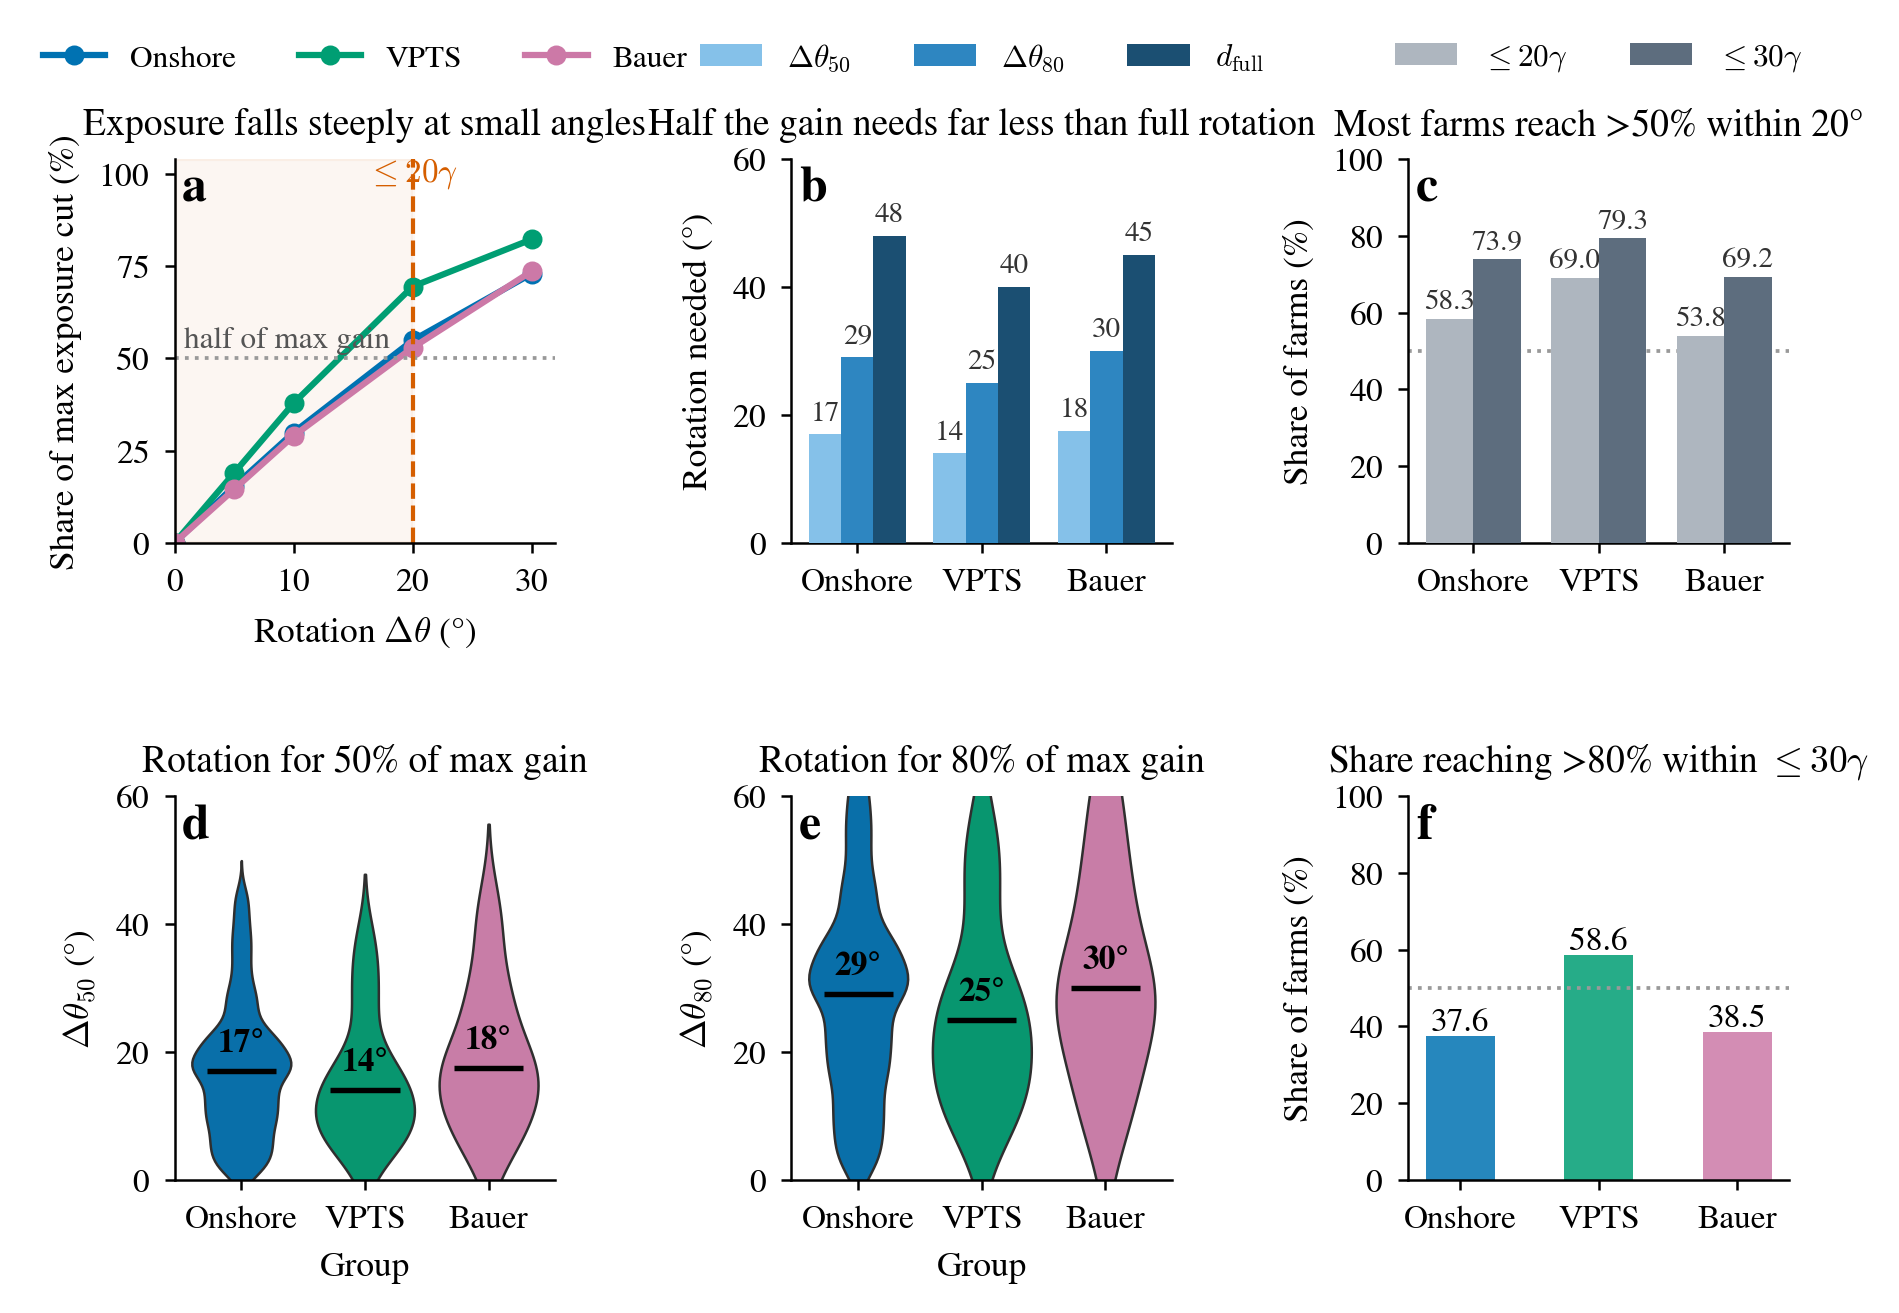 Onshore VPTS Bauer Δθ50 Δθ80 dfull ≤ 20γ ≤ 30γ
Exposure falls steeply at small angles
Share of max exposure cut (%)
100
75
50
25
0
a
≤ 20γ
half of max gain
0 10 20 30
Rotation Δθ (°)
Half the gain needs far less than full rotation
Rotation needed (°)
60
40
20
0
b
17 29 48
14 25 40
18 30 45
Onshore VPTS Bauer
Most farms reach >50% within 20°
Share of farms (%)
100
80
60
40
20
0
c
58.3 73.9
69.0 79.3
53.8 69.2
Onshore VPTS Bauer
Rotation for 50% of max gain
Δθ50 (°)
60
40
20
0
d
17° 14° 18°
Onshore VPTS Bauer
Group
Rotation for 80% of max gain
Δθ80 (°)
60
40
20
0
e
29° 25° 30°
Onshore VPTS Bauer
Group
Share reaching >80% within ≤ 30γ
Share of farms (%)
100
80
60
40
20
0
f
37.6 58.6 38.5
Onshore VPTS Bauer